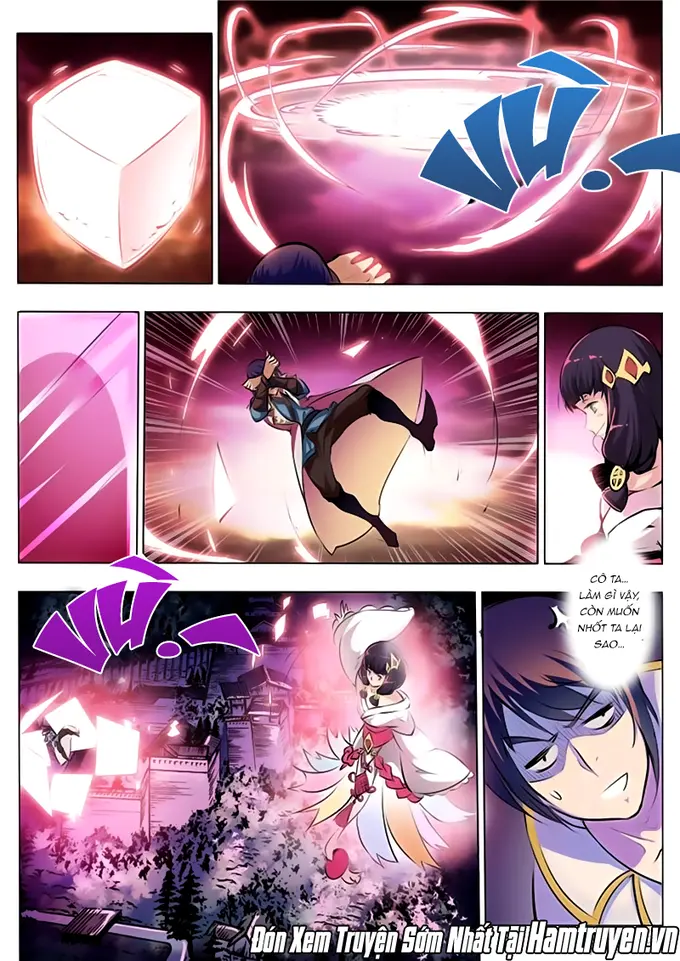 VÙ.~
VÙ.~
CÔ TA...
LÀM GÌ VẬY,
CÒN MUỐN
NHỐT TA LẠI
SAO...
Đón Xem Truyện Sớm Nhất Tại Hamtruyen.vn